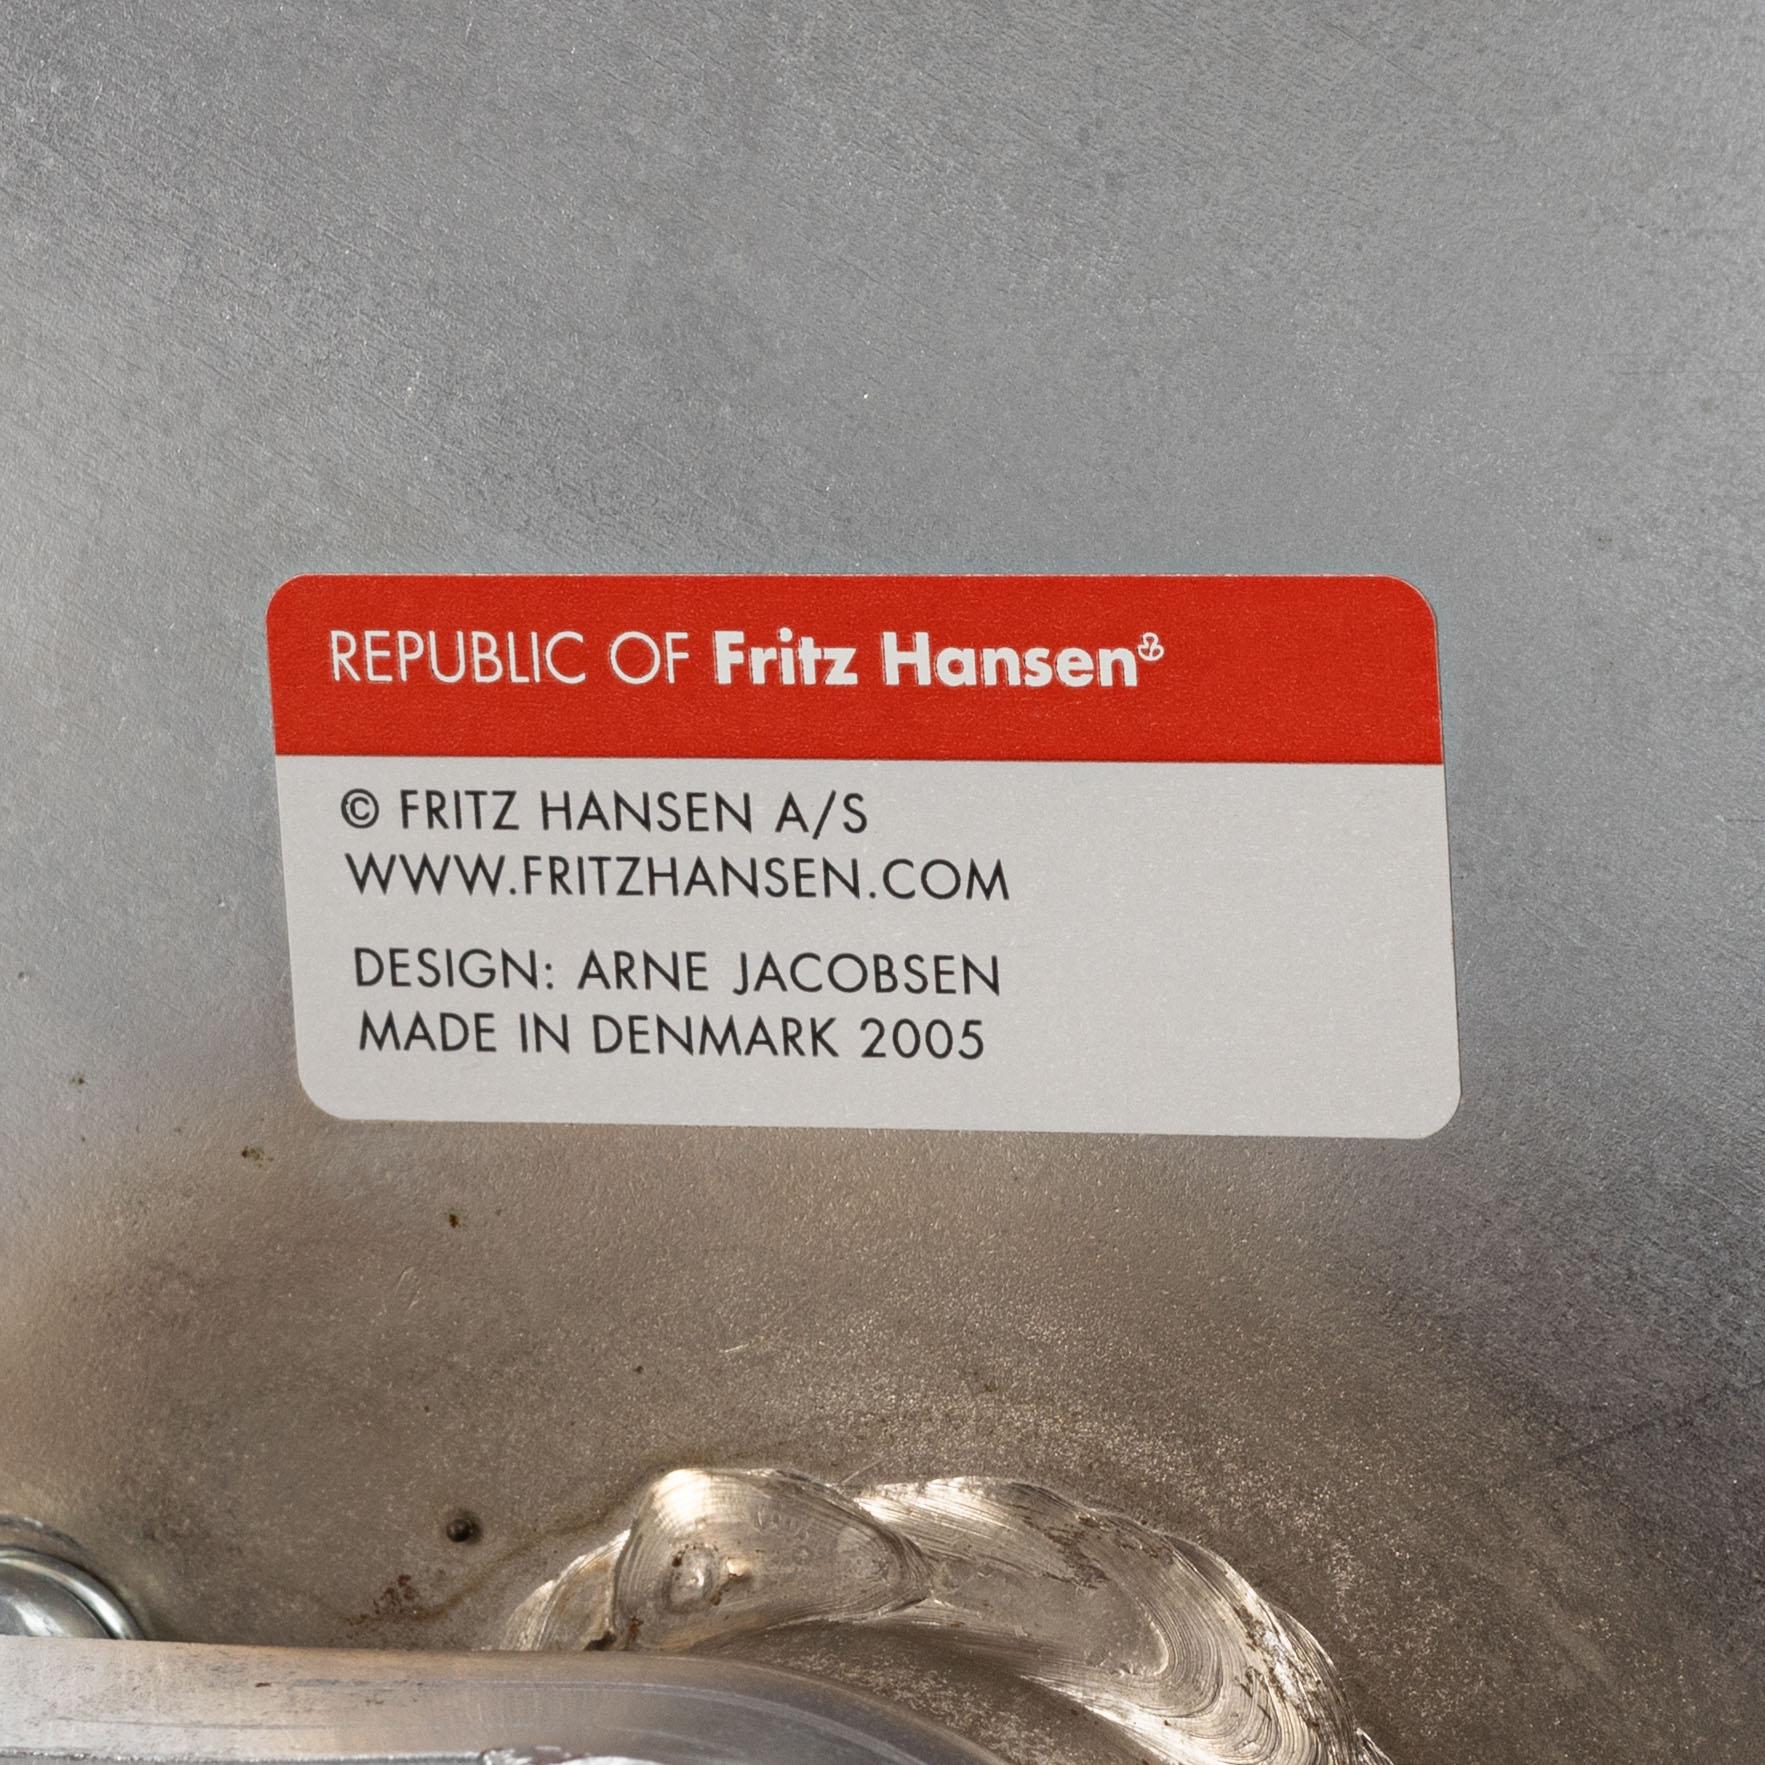 REPUBLIC OF Fritz Hansen
© FRITZ HANSEN A/S
WWW.FRITZHANSEN.COM
DESIGN: ARNE JACOBSEN
MADE IN DENMARK 2005